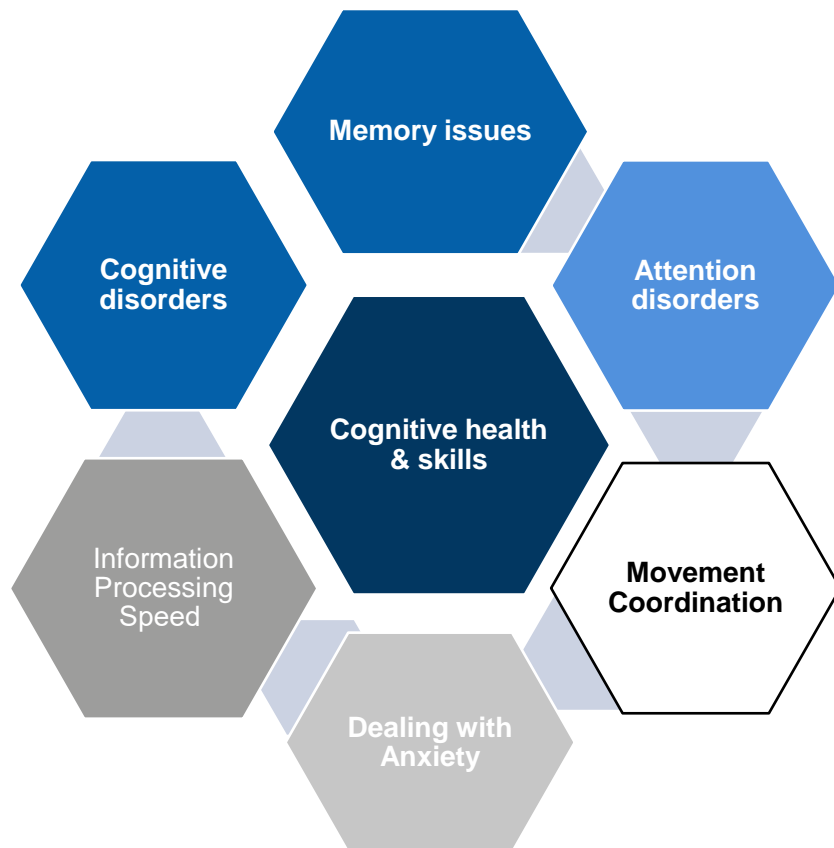 Memory issues
Cognitive
disorders
Attention
disorders
Cognitive health
& skills
Information
Processing
Speed
Movement
Coordination
Dealing with
Anxiety